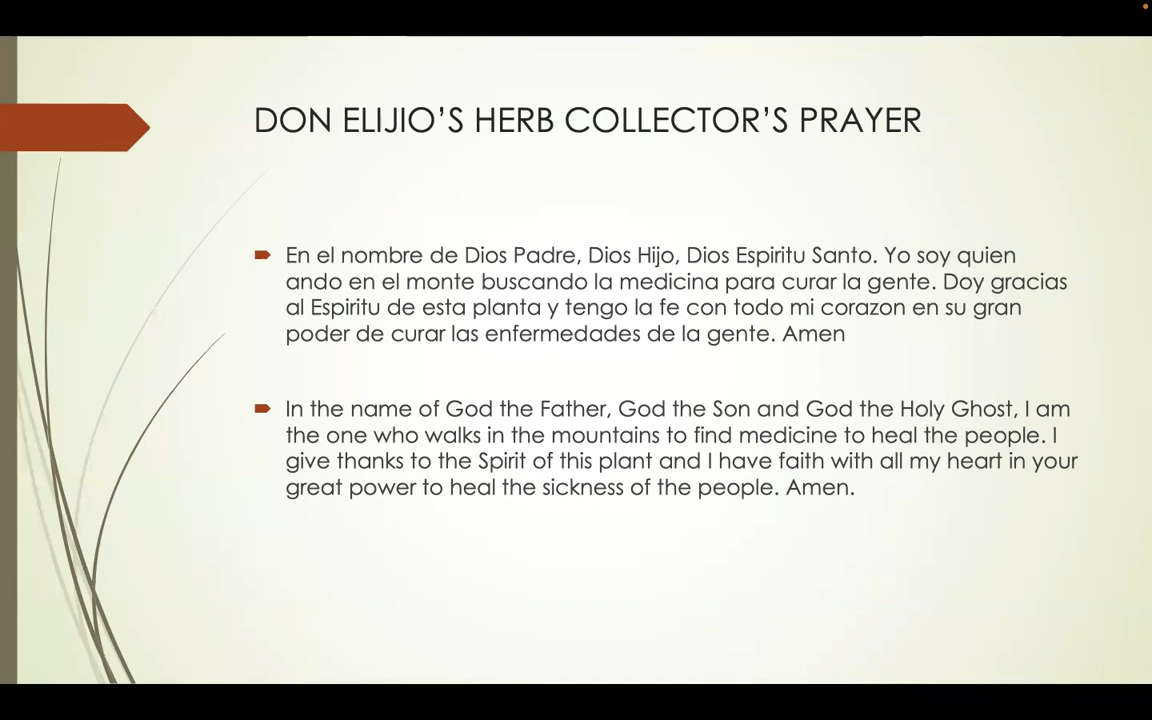 DON ELIJIO'S HERB COLLECTOR'S PRAYER
En el nombre de Dios Padre, Dios Hijo, Dios Espiritu Santo. Yo soy quien
ando en el monte buscando la medicina para curar la gente. Doy gracias
al Espiritu de esta planta y tengo la fe con todo mi corazon en su gran
poder de curar las enfermedades de la gente. Amen
In the name of God the Father, God the Son and God the Holy Ghost, I am
the one who walks in the mountains to find medicine to heal the people. I
give thanks to the Spirit of this plant and I have faith with all my heart in your
great power to heal the sickness of the people. Amen.